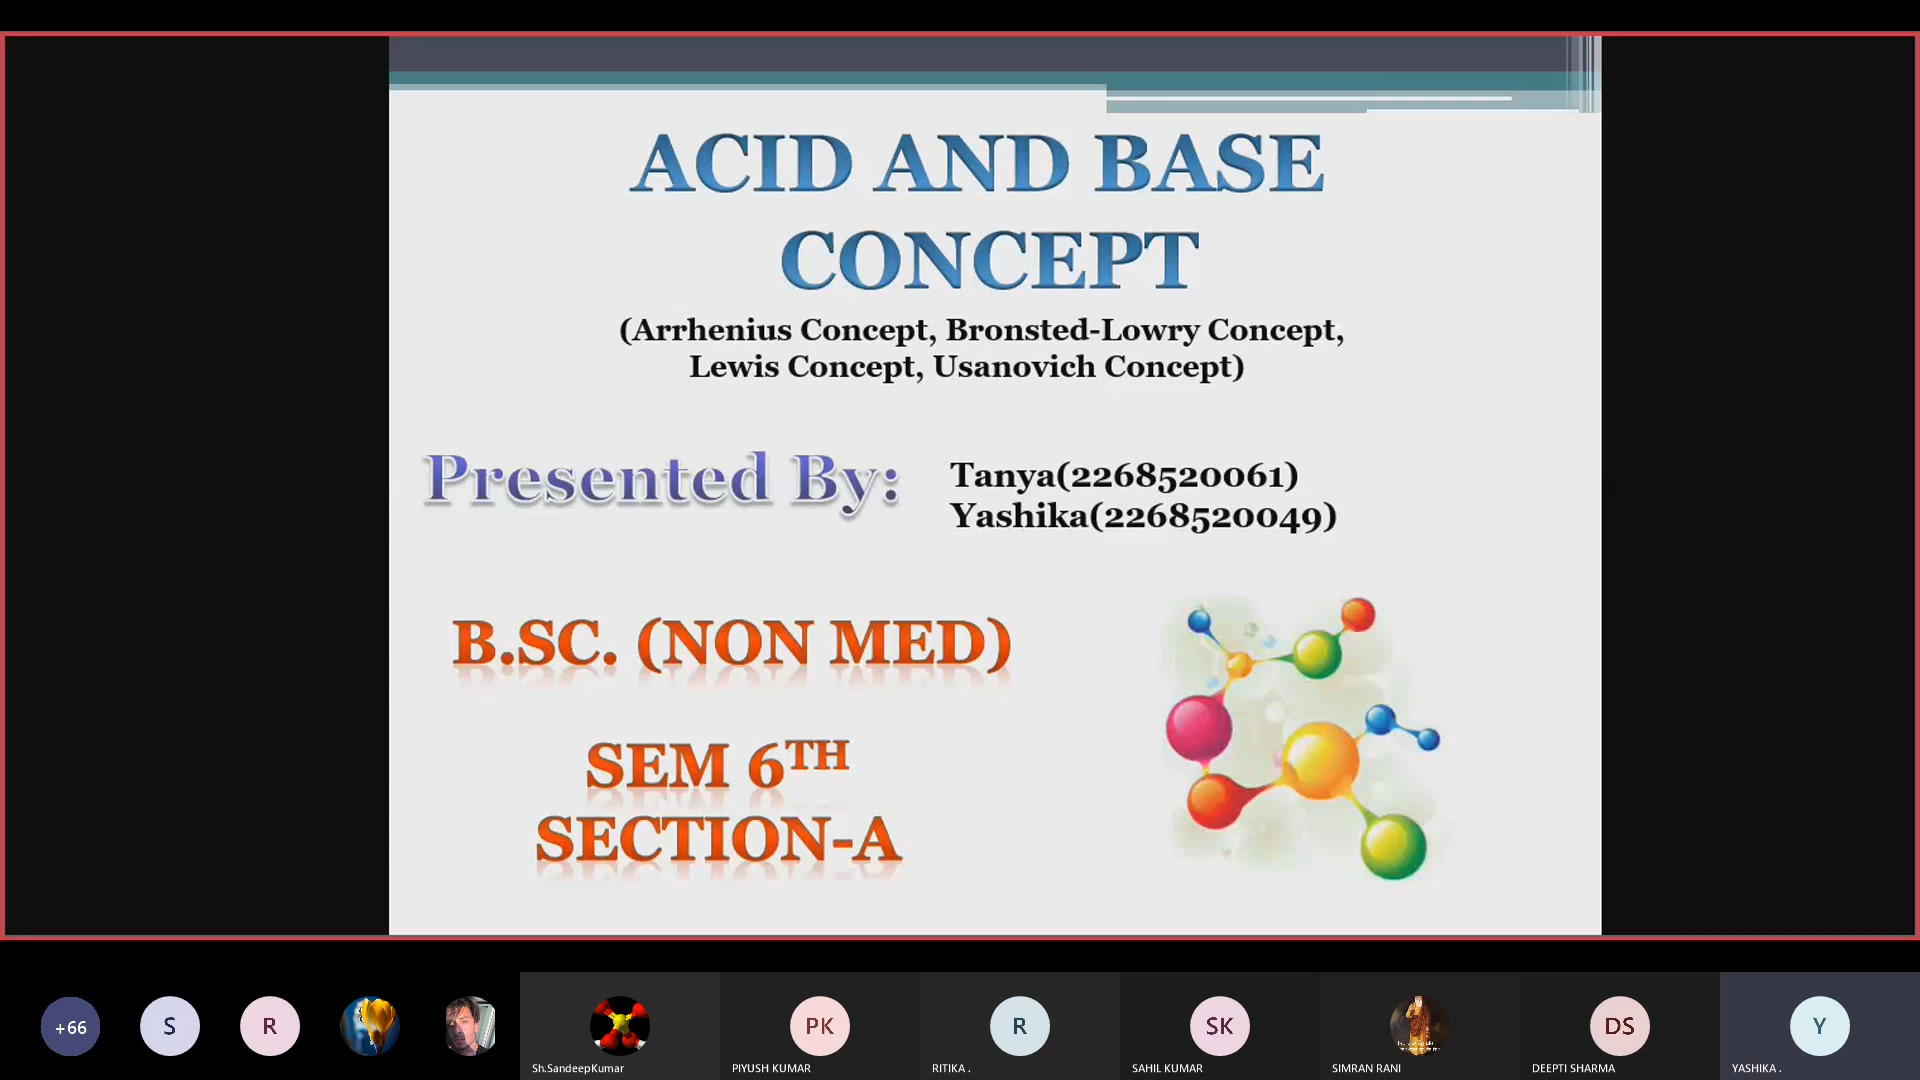 ACID AND BASE
CONCEPT
(Arrhenius Concept, Bronsted-Lowry Concept,
Lewis Concept, Usanovich Concept)
Presented By:
Tanya(2268520061)
Yashika(2268520049)
B.SC. (NON MED)
SEM 6TH
SECTION-A
+66
S
R
PK
R
SK
DS
Y
Sh.SandeepKumar
PIYUSH KUMAR
RITIKA .
SAHIL KUMAR
SIMRAN RANI
DEEPTI SHARMA
YASHIKA .